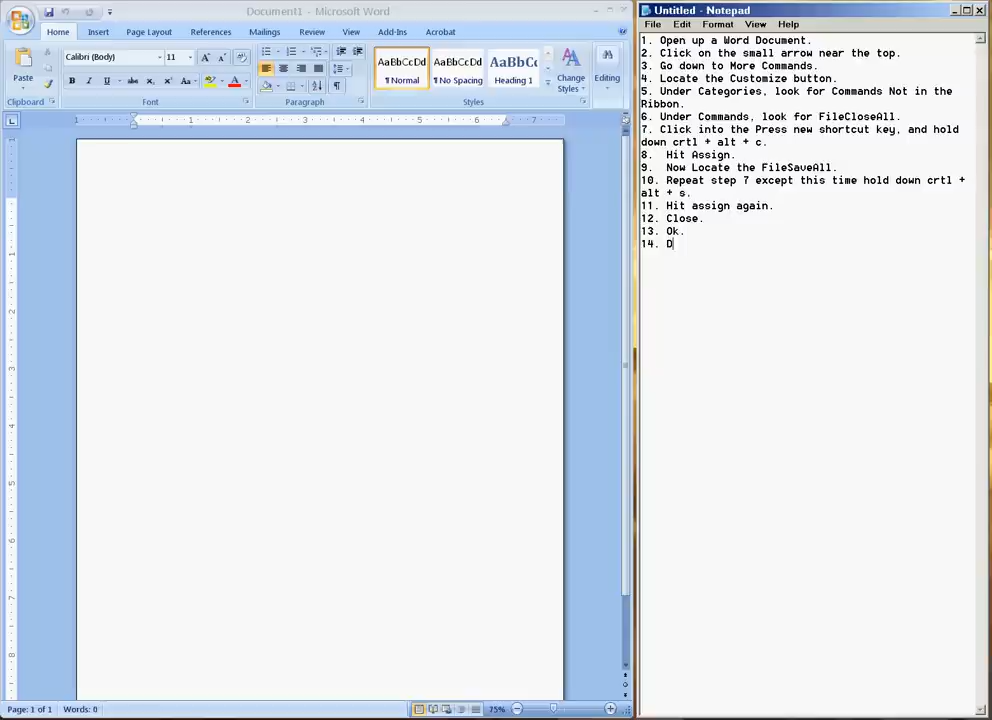 Document1 - Microsoft Word
Home Insert Page Layout References Mailings Review View Add-Ins Acrobat
Paste
Calibri (Body) 11
AaBbCcDd AaBbCcDd AaBbCc
¶ Normal ¶ No Spacing Heading 1
Change Styles
Editing
Clipboard Font Paragraph Styles
Page: 1 of 1 Words: 0 75%
Untitled - Notepad
File Edit Format View Help
1. Open up a Word Document.
2. Click on the small arrow near the top.
3. Go down to More Commands.
4. Locate the Customize button.
5. Under Categories, look for Commands Not in the
Ribbon.
6. Under Commands, look for FileCloseAll.
7. Click into the Press new shortcut key, and hold
down crtl + alt + c.
8.  Hit Assign.
9.  Now Locate the FileSaveAll.
10. Repeat step 7 except this time hold down crtl +
alt + s.
11. Hit assign again.
12. Close.
13. Ok.
14. D